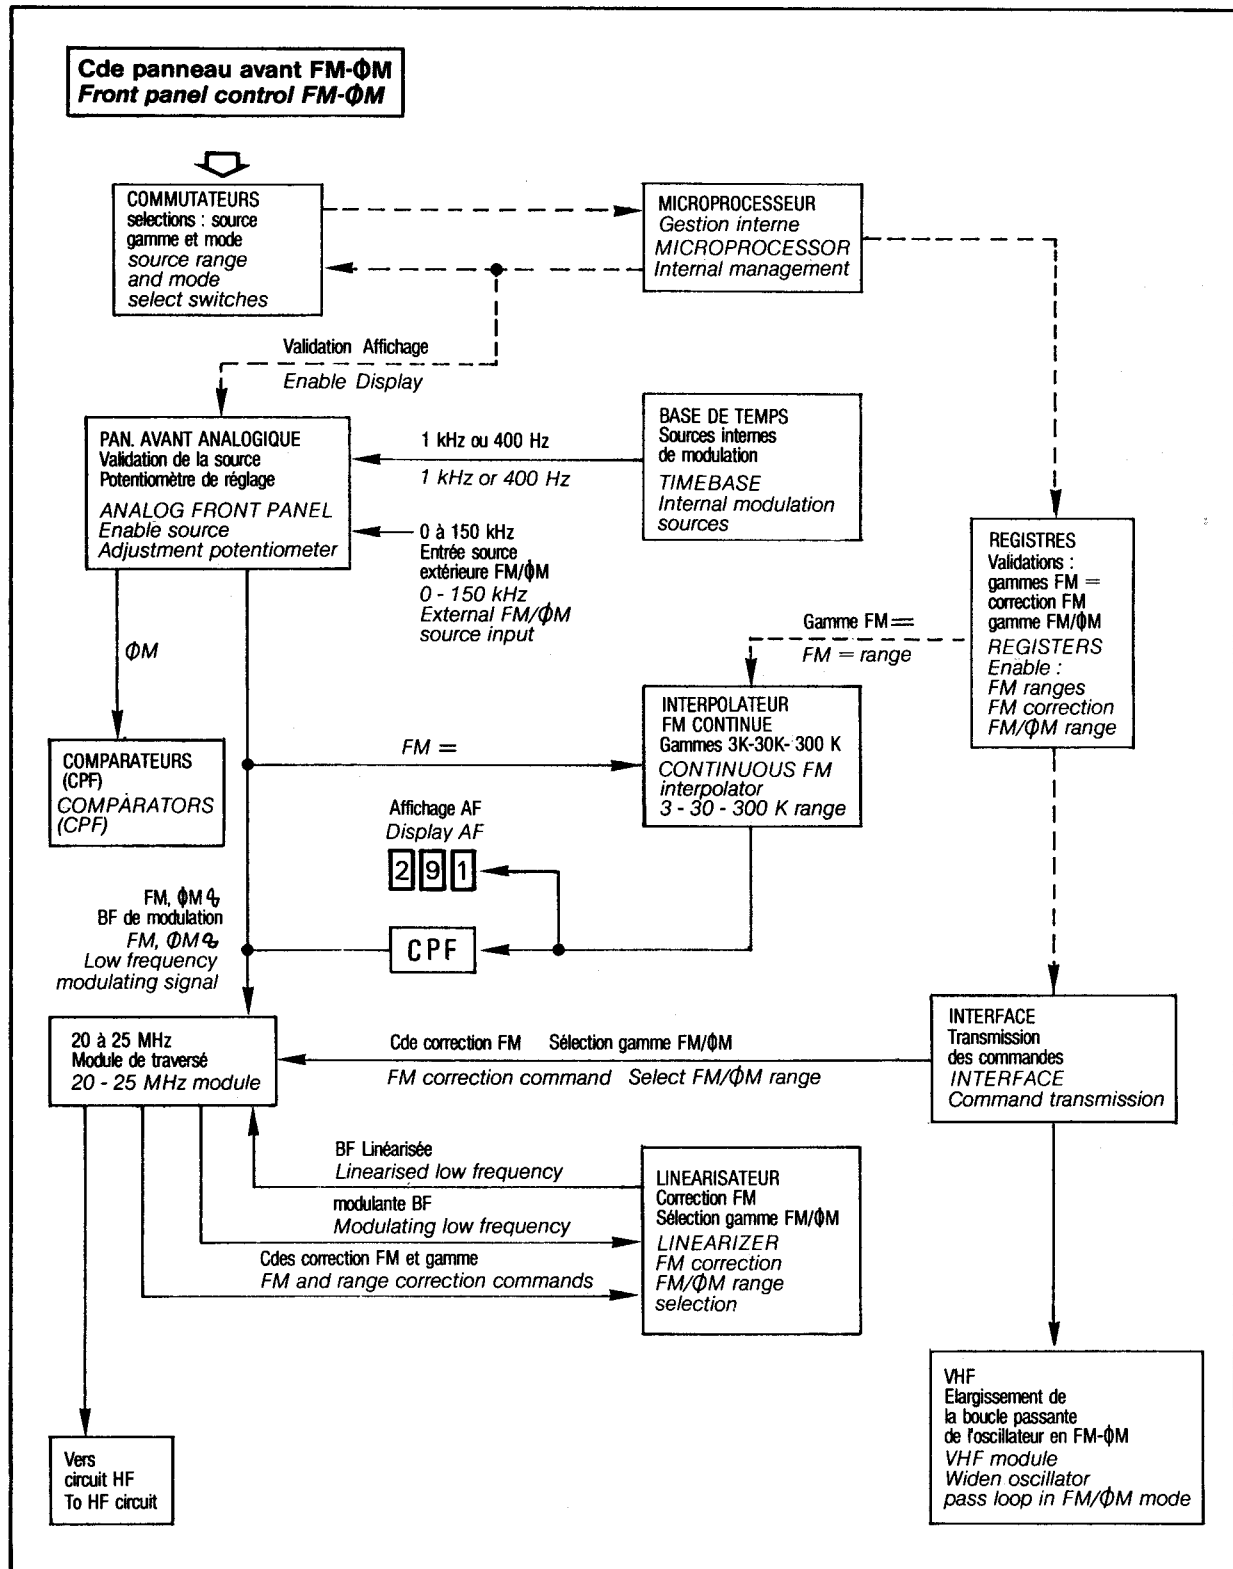 Cde panneau avant FM-ΦM
Front panel control FM-ΦM
COMMUTATEURS
selections : source
gamme et mode
source range
and mode
select switches
MICROPROCESSEUR
Gestion interne
MICROPROCESSOR
Internal management
Validation Affichage
Enable Display
PAN. AVANT ANALOGIQUE
Validation de la source
Potentiomètre de réglage
ANALOG FRONT PANEL
Enable source
Adjustment potentiometer
1 kHz ou 400 Hz
1 kHz or 400 Hz
BASE DE TEMPS
Sources internes
de modulation
TIMEBASE
Internal modulation
sources
0 à 150 kHz
Entrée source
extérieure FM/ΦM
0 - 150 kHz
External FM/ΦM
source input
REGISTRES
Validations :
gammes FM =
correction FM
gamme FM/ΦM
REGISTERS
Enable :
FM ranges
FM correction
FM/ΦM range
Gamme FM =
FM = range
ΦM
COMPARATEURS
(CPF)
COMPARATORS
(CPF)
FM =
INTERPOLATEUR
FM CONTINUE
Gammes 3K-30K- 300 K
CONTINUOUS FM
interpolator
3 - 30 - 300 K range
Affichage AF
Display AF
291
CPF
FM, ΦM
BF de modulation
FM, ΦM
Low frequency
modulating signal
20 à 25 MHz
Module de traversé
20 - 25 MHz module
Cde correction FM Sélection gamme FM/ΦM
FM correction command Select FM/ΦM range
INTERFACE
Transmission
des commandes
INTERFACE
Command transmission
BF Linéarisée
Linearised low frequency
modulante BF
Modulating low frequency
Cdes correction FM et gamme
FM and range correction commands
LINEARISATEUR
Correction FM
Sélection gamme FM/ΦM
LINEARIZER
FM correction
FM/ΦM range
selection
VHF
Elargissement de
la boucle passante
de l'oscillateur en FM-ΦM
VHF module
Widen oscillator
pass loop in FM/ΦM mode
Vers
circuit HF
To HF circuit